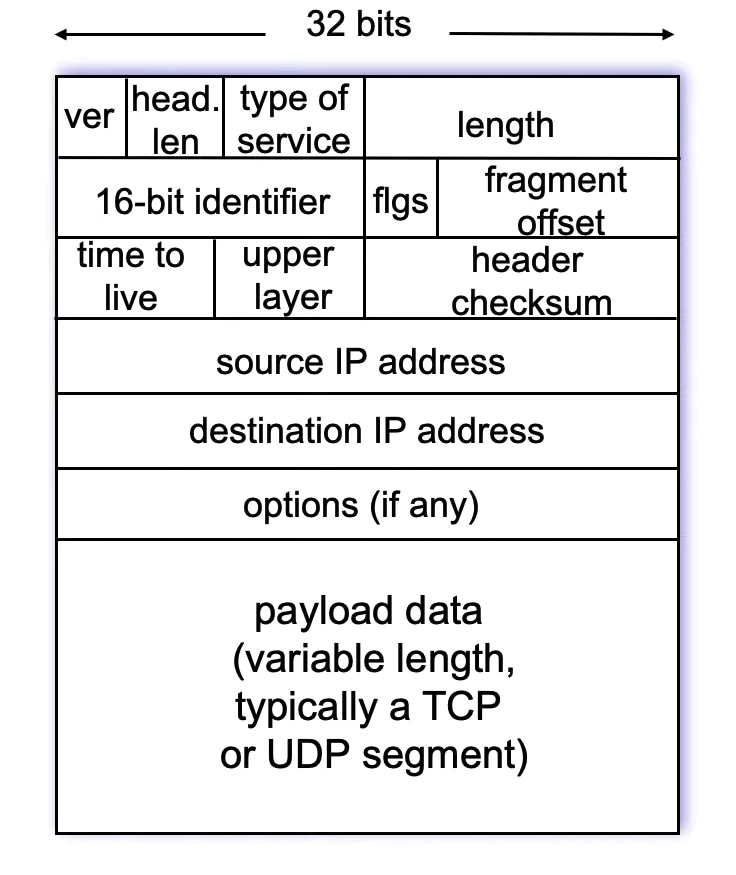 32 bits
ver
head.
len
type of
service
length
16-bit identifier
flgs
fragment
offset
time to
live
upper
layer
header
checksum
source IP address
destination IP address
options (if any)
payload data
(variable length,
typically a TCP
or UDP segment)